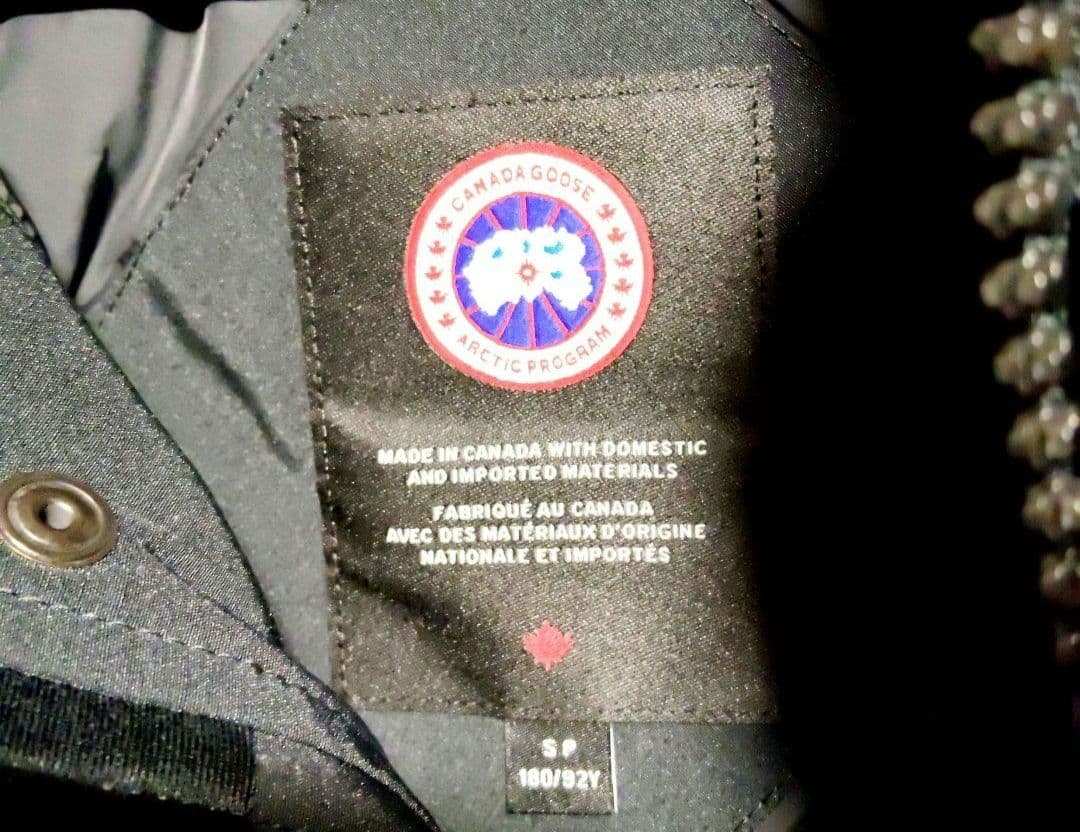 CANADA GOOSE
ARCTIC PROGRAM
MADE IN CANADA WITH DOMESTIC
AND IMPORTED MATERIALS
FABRIQUÉ AU CANADA
AVEC DES MATÉRIAUX D'ORIGINE
NATIONALE ET IMPORTÉS
S P
180/92Y